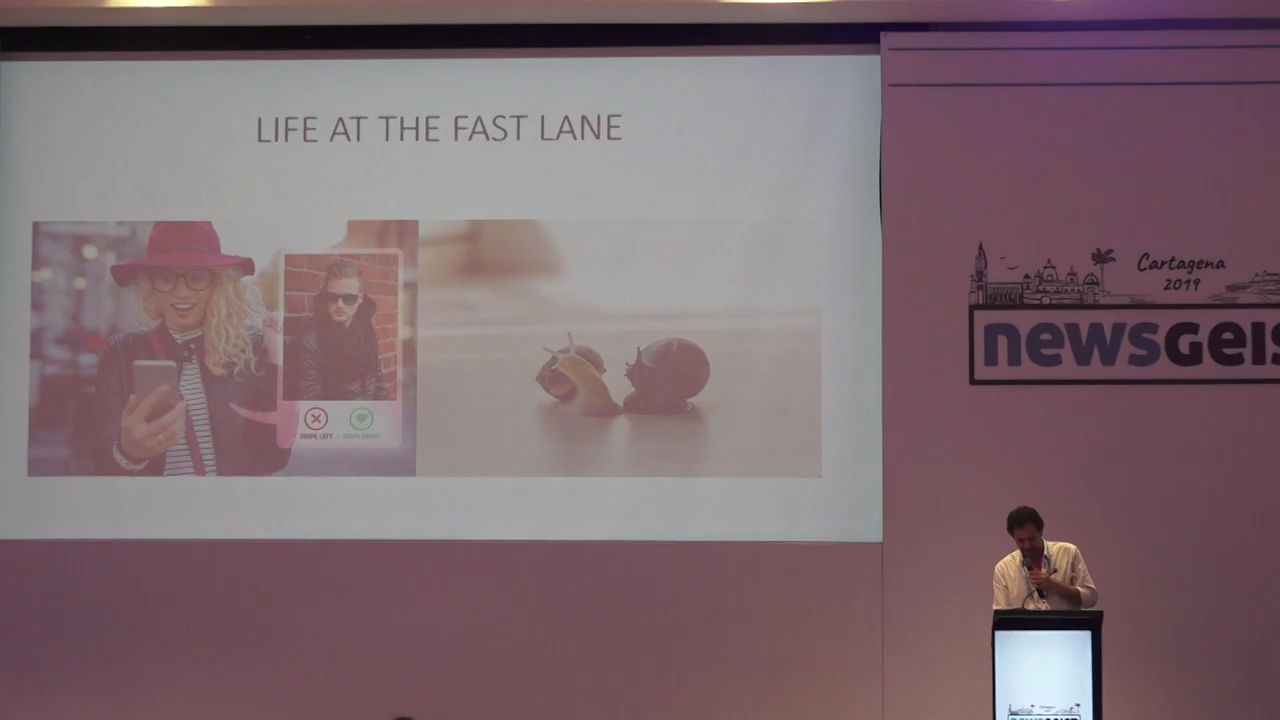 LIFE AT THE FAST LANE
SWIPE LEFT
Cartagena
2019
newsGeis